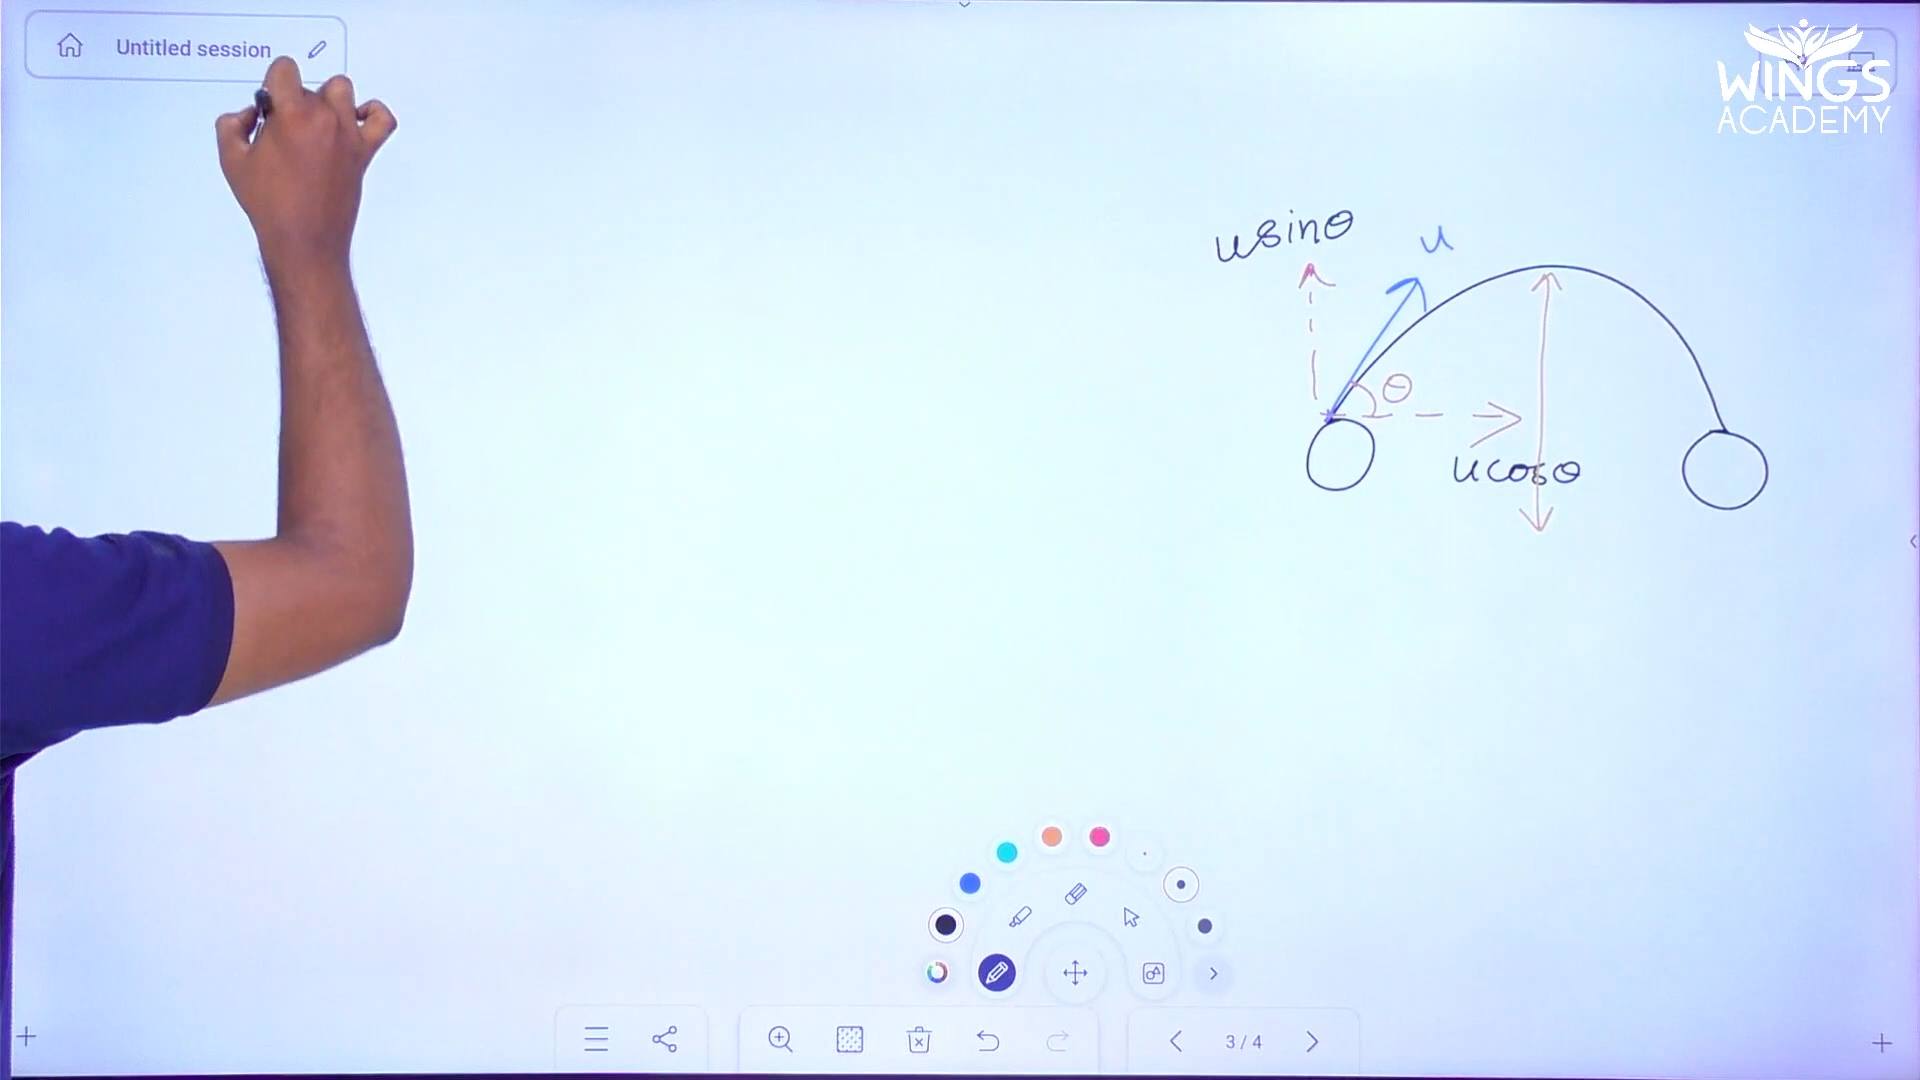 Untitled session
WINGS
ACADEMY
usinθ
u
θ
ucosθ
3/4